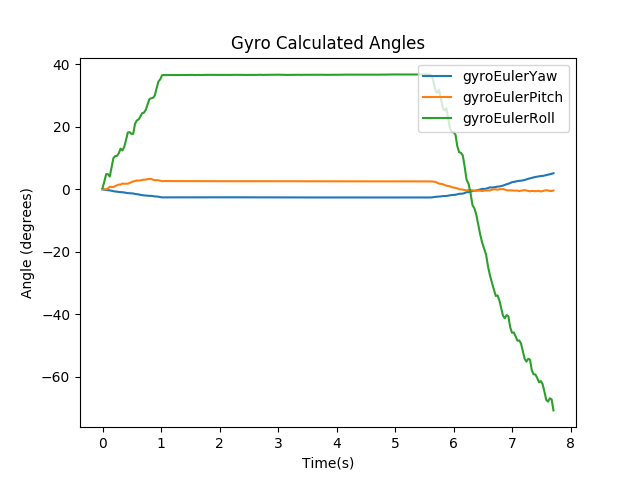 Gyro Calculated Angles
gyroEulerYaw
gyroEulerPitch
gyroEulerRoll
40
20
0
−20
−40
−60
Angle (degrees)
0 1 2 3 4 5 6 7 8
Time(s)